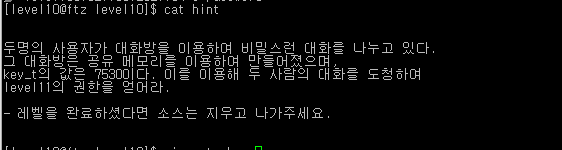 [level10@ftz level10]$ cat hint
두명의 사용자가 대화방을 이용하여 비밀스런 대화를 나누고 있다.
그 대화방은 공유 메모리를 이용하여 만들어졌으며,
key_t의 값은 7530이다. 이를 이용해 두 사람의 대화를 도청하여
level11의 권한을 얻어라.
- 레벨을 완료하셨다면 소스는 지우고 나가주세요.